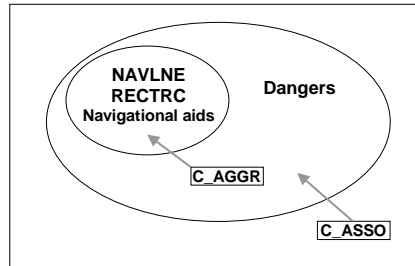 NAVLNE
RECTRC
Navigational aids
Dangers
C_AGGR
C_ASSO